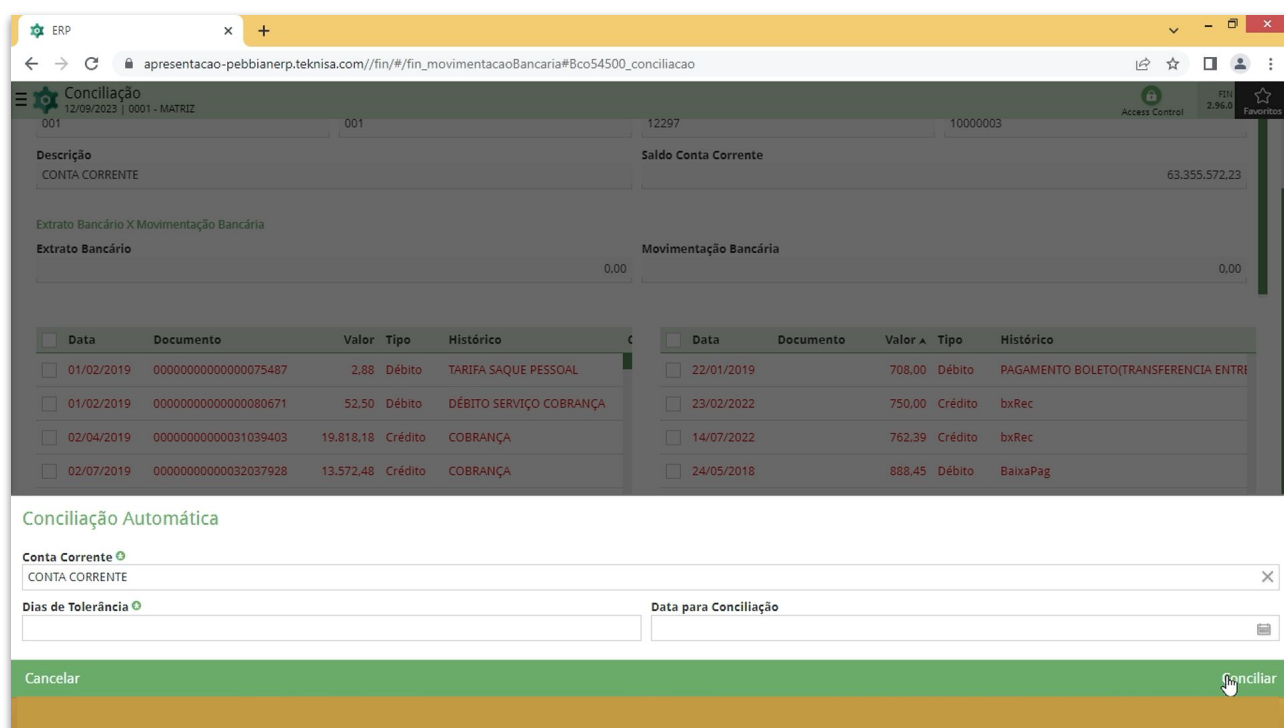 ERP
apresentacao-pebbianerp.teknisa.com//fin/#/fin_movimentacaoBancaria#Bco54500_conciliacao
Conciliação
12/09/2023 | 0001 - MATRIZ
Access Control
FIN
2.96.0
Favoritos
001 001 12297 10000003
Descrição Saldo Conta Corrente
CONTA CORRENTE 63.355.572,23
Extrato Bancário X Movimentação Bancária
Extrato Bancário Movimentação Bancária
0,00 0,00
Data Documento Valor Tipo Histórico Data Documento Valor Tipo Histórico
01/02/2019 00000000000000075487 2,88 Débito TARIFA SAQUE PESSOAL 22/01/2019 708,00 Débito PAGAMENTO BOLETO(TRANSFERENCIA ENTRE
01/02/2019 00000000000000080671 52,50 Débito DÉBITO SERVIÇO COBRANÇA 23/02/2022 750,00 Crédito bxRec
02/04/2019 00000000000031039403 19.818,18 Crédito COBRANÇA 14/07/2022 762,39 Crédito bxRec
02/07/2019 00000000000032037928 13.572,48 Crédito COBRANÇA 24/05/2018 888,45 Débito BaixaPag
Conciliação Automática
Conta Corrente
CONTA CORRENTE
Dias de Tolerância Data para Conciliação
Cancelar Conciliar